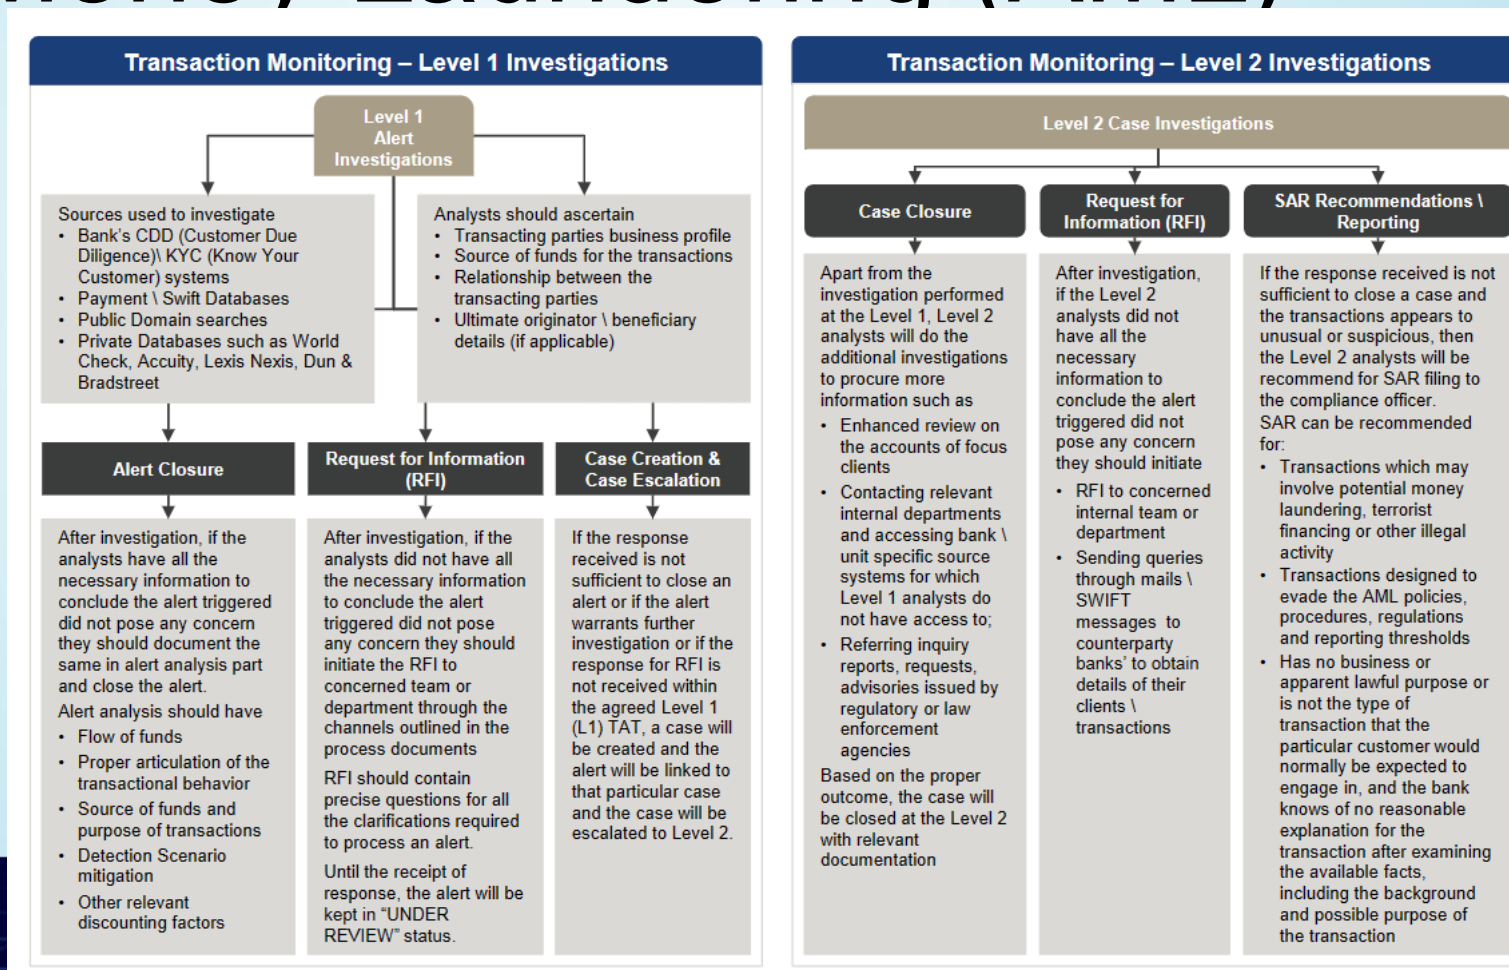 Money Laundering (AML)
Transaction Monitoring – Level 1 Investigations
Level 1
Alert
Investigations
Sources used to investigate
• Bank's CDD (Customer Due
Diligence)\ KYC (Know Your
Customer) systems
• Payment \ Swift Databases
• Public Domain searches
• Private Databases such as World
Check, Accuity, Lexis Nexis, Dun &
Bradstreet
Analysts should ascertain
• Transacting parties business profile
• Source of funds for the transactions
• Relationship between the
transacting parties
• Ultimate originator \ beneficiary
details (if applicable)
Alert Closure
After investigation, if the
analysts have all the
necessary information to
conclude the alert triggered
did not pose any concern
they should document the
same in alert analysis part
and close the alert.
Alert analysis should have
• Flow of funds
• Proper articulation of the
transactional behavior
• Source of funds and
purpose of transactions
• Detection Scenario
mitigation
• Other relevant
discounting factors
Request for Information
(RFI)
After investigation, if the
analysts did not have all
the necessary information
to conclude the alert
triggered did not pose
any concern they should
initiate the RFI to
concerned team or
department through the
channels outlined in the
process documents
RFI should contain
precise questions for all
the clarifications required
to process an alert.
Until the receipt of
response, the alert will be
kept in “UNDER
REVIEW” status.
Case Creation &
Case Escalation
If the response
received is not
sufficient to close an
alert or if the alert
warrants further
investigation or if the
response for RFI is
not received within
the agreed Level 1
(L1) TAT, a case will
be created and the
alert will be linked to
that particular case
and the case will be
escalated to Level 2.
Transaction Monitoring – Level 2 Investigations
Level 2 Case Investigations
Case Closure
Apart from the
investigation performed
at the Level 1, Level 2
analysts will do the
additional investigations
to procure more
information such as
• Enhanced review on
the accounts of focus
clients
• Contacting relevant
internal departments
and accessing bank \
unit specific source
systems for which
Level 1 analysts do
not have access to;
• Referring inquiry
reports, requests,
advisories issued by
regulatory or law
enforcement
agencies
Based on the proper
outcome, the case will
be closed at the Level 2
with relevant
documentation
Request for
Information (RFI)
After investigation,
if the Level 2
analysts did not
have all the
necessary
information to
conclude the alert
triggered did not
pose any concern
they should initiate
• RFI to concerned
internal team or
department
• Sending queries
through mails \
SWIFT
messages to
counterparty
banks' to obtain
details of their
clients \
transactions
SAR Recommendations \
Reporting
If the response received is not
sufficient to close a case and
the transactions appears to
unusual or suspicious, then
the Level 2 analysts will be
recommend for SAR filing to
the compliance officer.
SAR can be recommended
for:
• Transactions which may
involve potential money
laundering, terrorist
financing or other illegal
activity
• Transactions designed to
evade the AML policies,
procedures, regulations
and reporting thresholds
• Has no business or
apparent lawful purpose or
is not the type of
transaction that the
particular customer would
normally be expected to
engage in, and the bank
knows of no reasonable
explanation for the
transaction after examining
the available facts,
including the background
and possible purpose of
the transaction